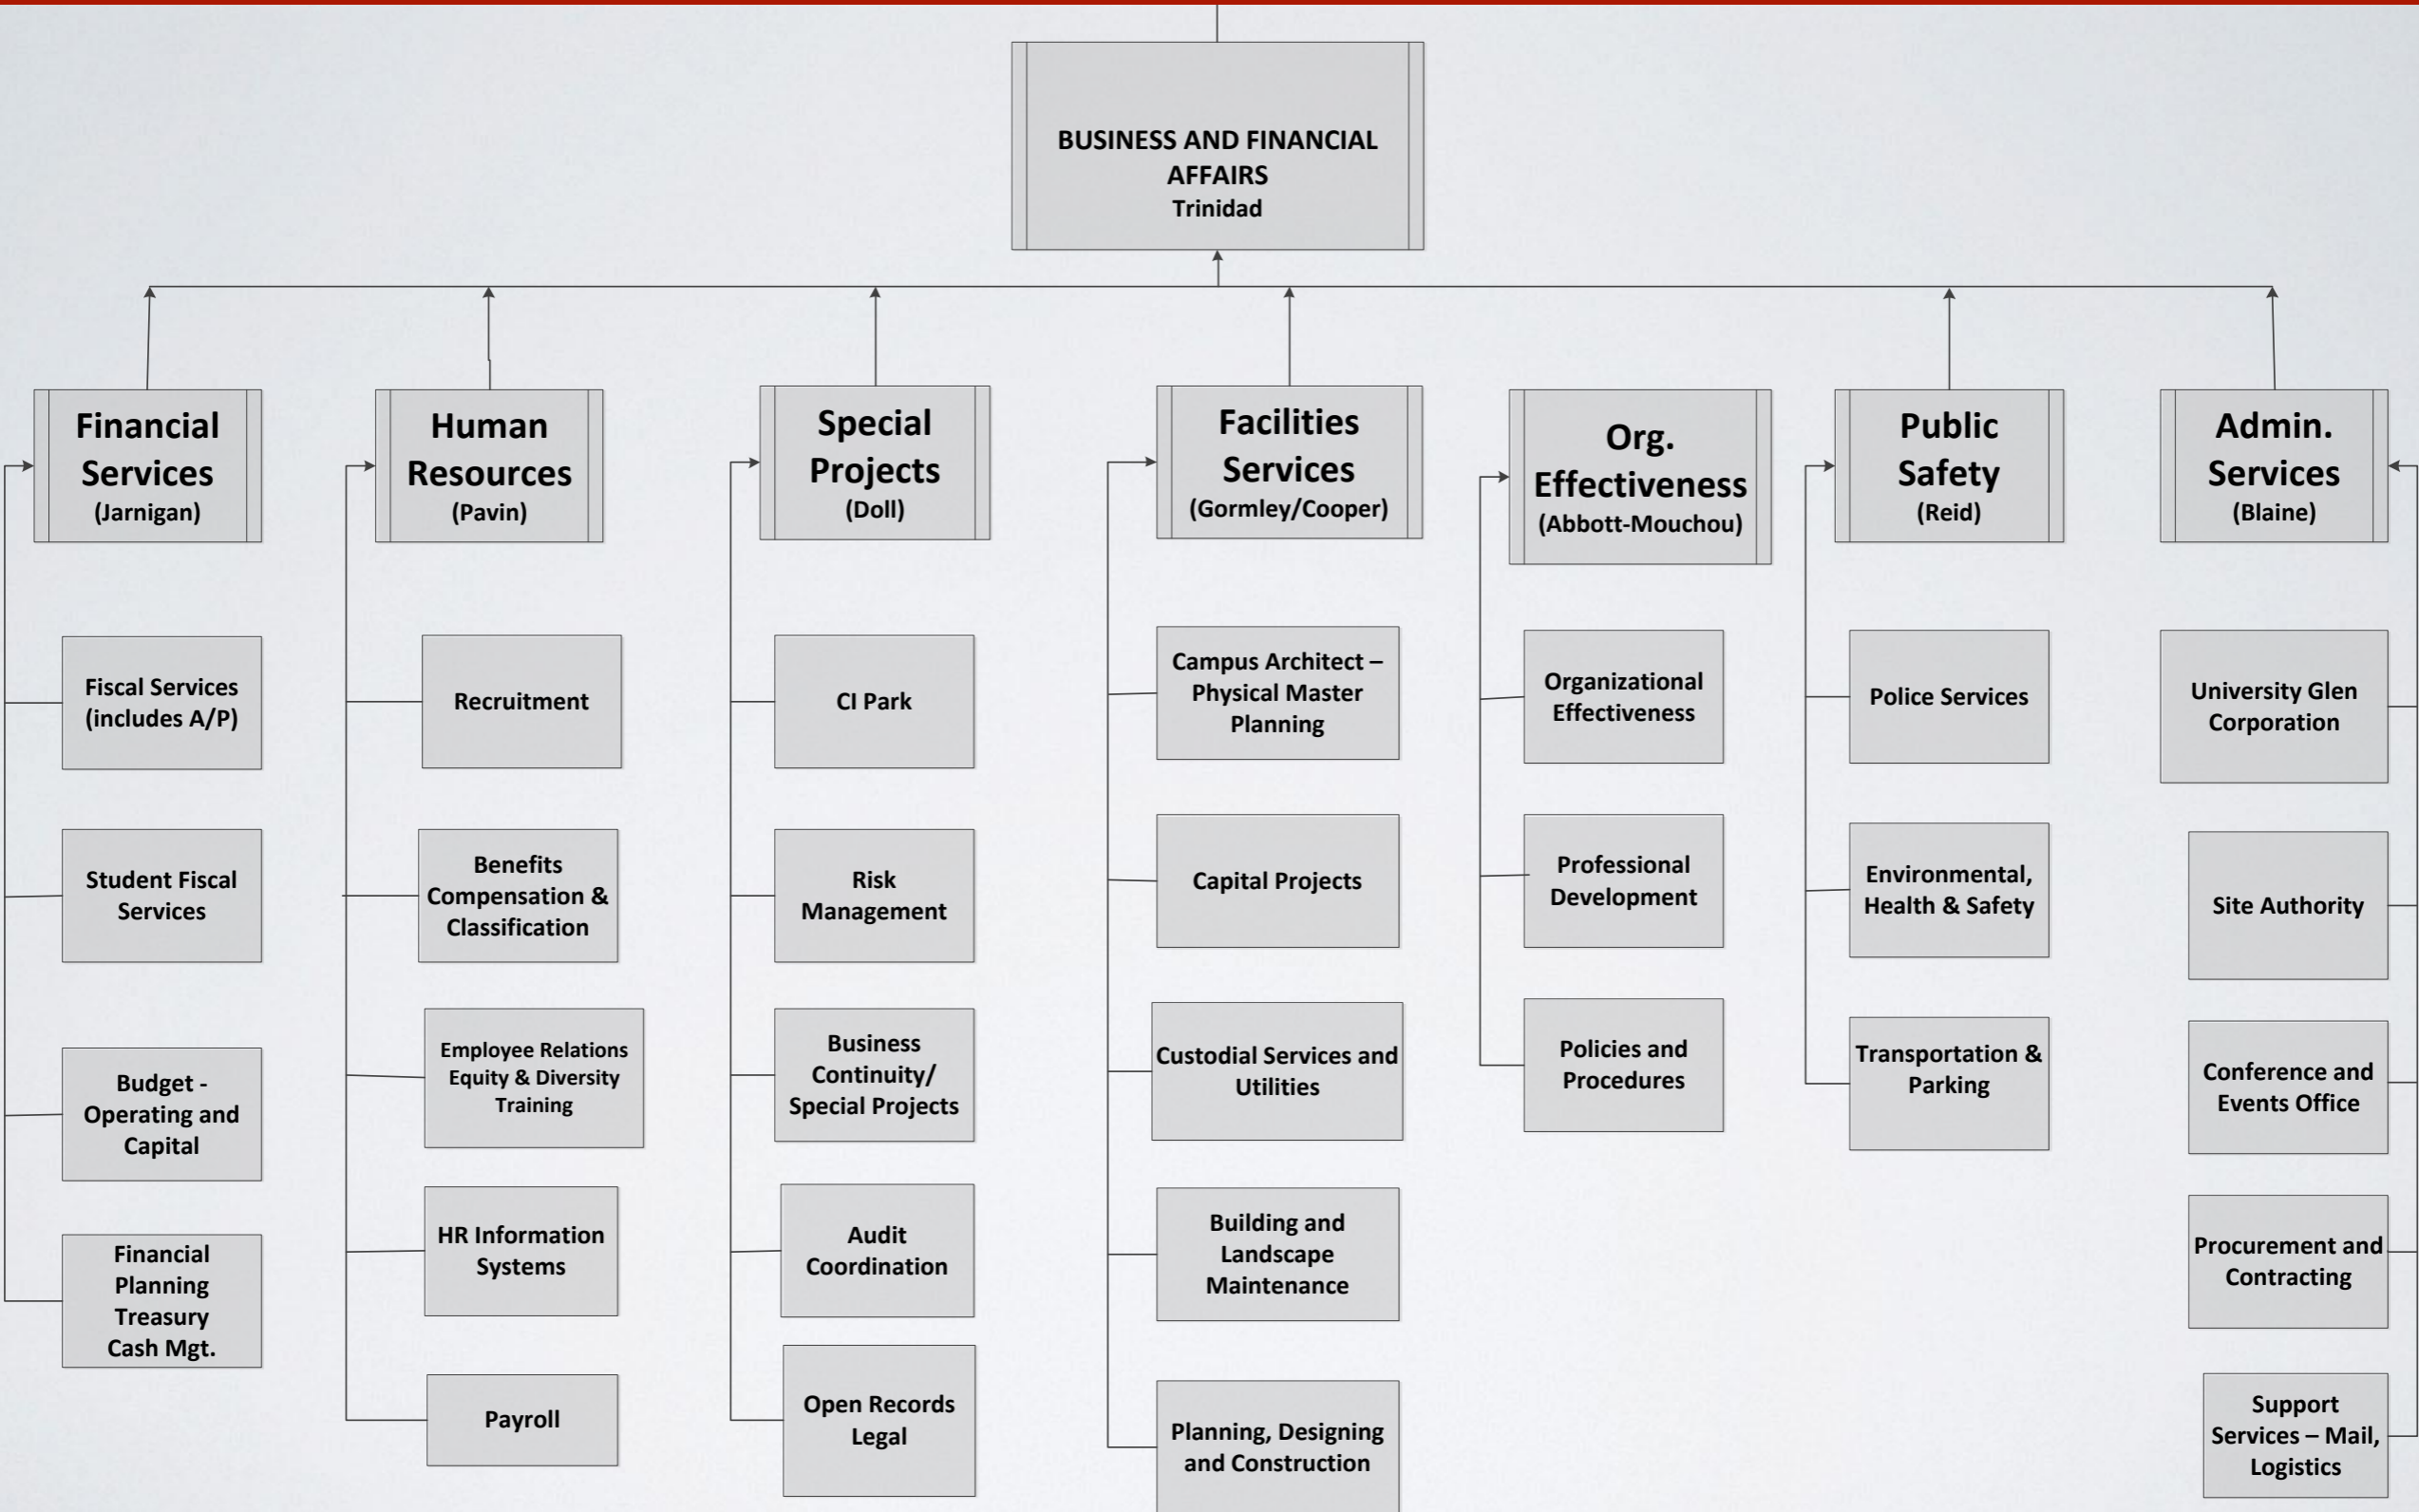 BUSINESS AND FINANCIAL
AFFAIRS
Trinidad
Financial
Services
(Jarnigan)
Human
Resources
(Pavin)
Special
Projects
(Doll)
Facilities
Services
(Gormley/Cooper)
Org.
Effectiveness
(Abbott-Mouchou)
Public
Safety
(Reid)
Admin.
Services
(Blaine)
Fiscal Services
(includes A/P)
Recruitment
CI Park
Campus Architect –
Physical Master
Planning
Organizational
Effectiveness
Police Services
University Glen
Corporation
Student Fiscal
Services
Benefits
Compensation &
Classification
Risk
Management
Capital Projects
Professional
Development
Environmental,
Health & Safety
Site Authority
Budget -
Operating and
Capital
Employee Relations
Equity & Diversity
Training
Business
Continuity/
Special Projects
Custodial Services and
Utilities
Policies and
Procedures
Transportation &
Parking
Conference and
Events Office
Financial
Planning
Treasury
Cash Mgt.
HR Information
Systems
Audit
Coordination
Building and
Landscape
Maintenance
Procurement and
Contracting
Payroll
Open Records
Legal
Planning, Designing
and Construction
Support
Services – Mail,
Logistics